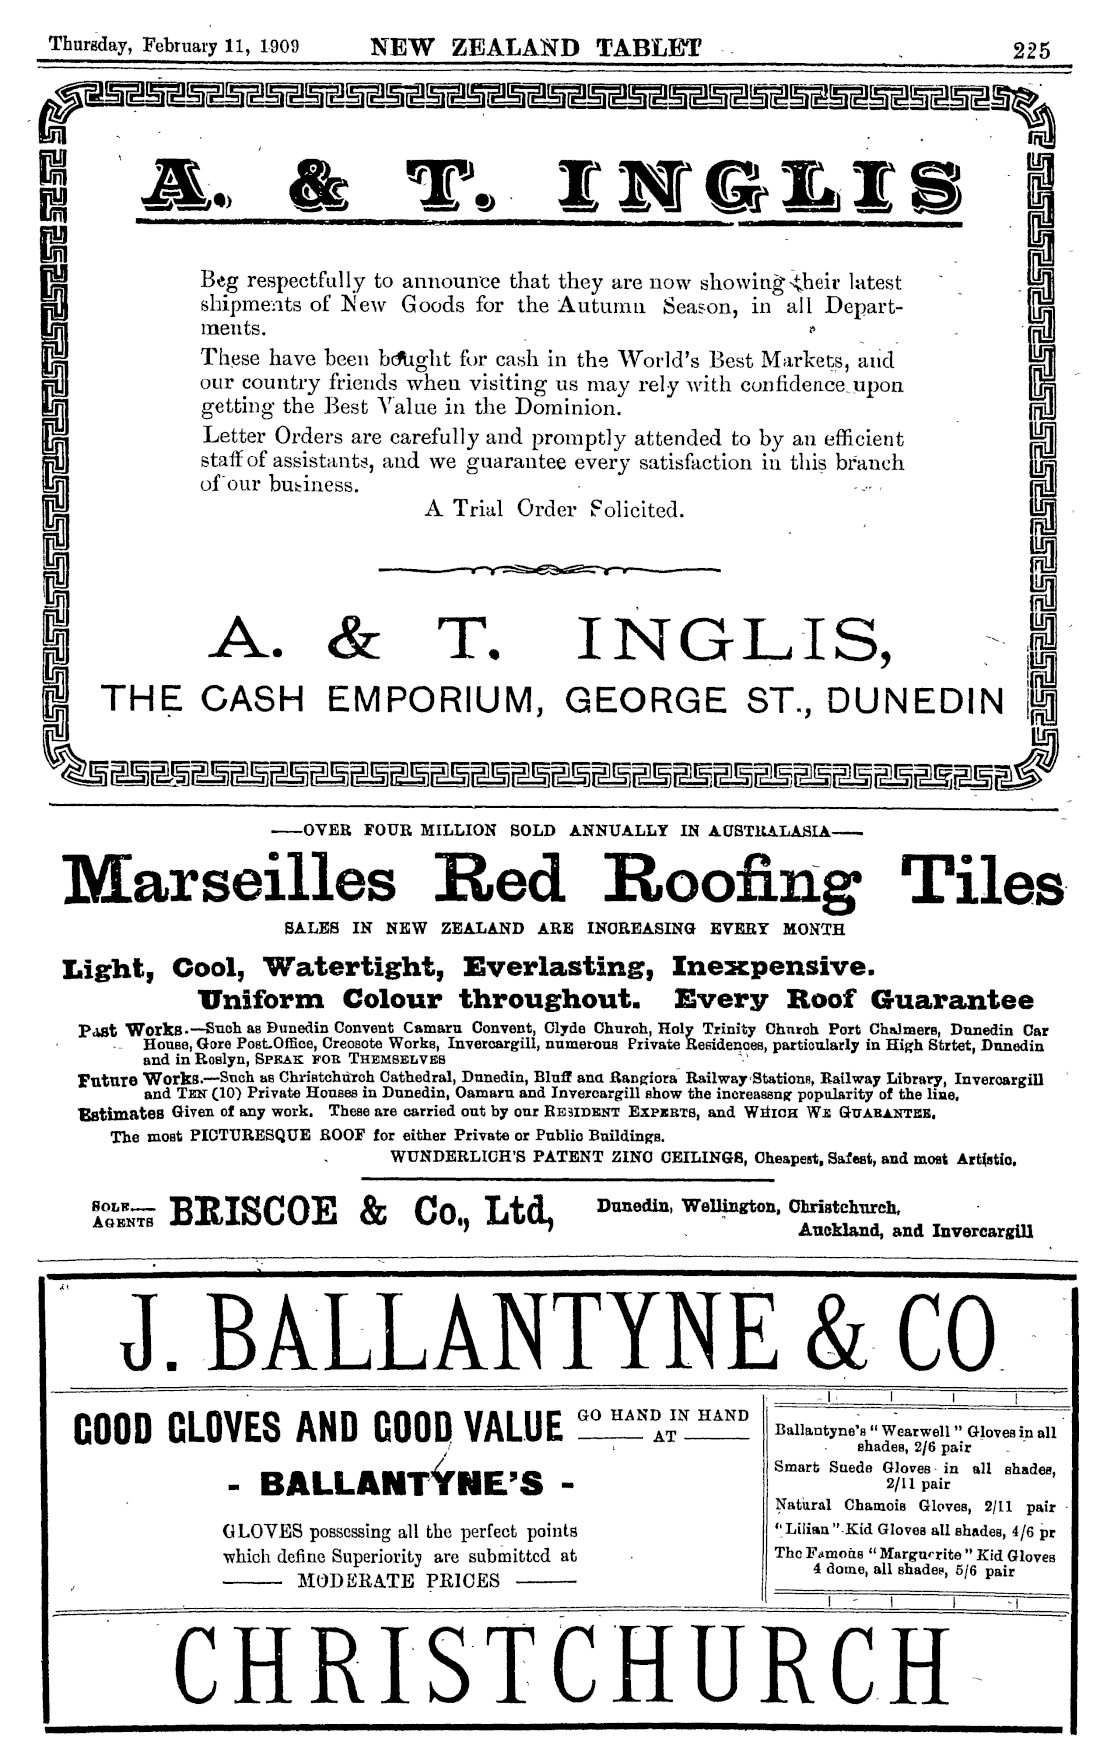 Thursday, February 11, 1909 NEW ZEALAND TABLET 225
A. & T. INGLIS
Beg respectfully to announce that they are now showing their latest
shipments of New Goods for the Autumn Season, in all Depart-
ments.
These have been bought for cash in the World's Best Markets, and
our country friends when visiting us may rely with confidence upon
getting the Best Value in the Dominion.
Letter Orders are carefully and promptly attended to by an efficient
staff of assistants, and we guarantee every satisfaction in this branch
of our business.
A Trial Order Solicited.
A. & T. INGLIS,
THE CASH EMPORIUM, GEORGE ST., DUNEDIN
—OVER FOUR MILLION SOLD ANNUALLY IN AUSTRALASIA—
Marseilles Red Roofing Tiles
SALES IN NEW ZEALAND ARE INCREASING EVERY MONTH
Light, Cool, Watertight, Everlasting, Inexpensive.
Uniform Colour throughout. Every Roof Guarantee
Past Works.—Such as Dunedin Convent Camaru Convent, Clyde Church, Holy Trinity Church Port Chalmers, Dunedin Car
House, Gore Post-Office, Creosote Works, Invercargill, numerous Private Residences, particularly in High Strtet, Dunedin
and in Roslyn, SPEAK FOR THEMSELVES
Future Works.—Such as Christchurch Cathedral, Dunedin, Bluff and Rangiora Railway Stations, Railway Library, Invercargill
and TEN (10) Private Houses in Dunedin, Oamaru and Invercargill show the increasng popularity of the line.
Estimates Given of any work. These are carried out by our RESIDENT EXPERTS, and WHICH WE GUARANTEE.
The most PICTURESQUE ROOF for either Private or Public Buildings.
WUNDERLICH'S PATENT ZINC CEILINGS, Cheapest, Safest, and most Artistic.
SOLE AGENTS BRISCOE & Co., Ltd, Dunedin, Wellington, Christchurch,
Auckland, and Invercargill
J. BALLANTYNE & CO
GOOD GLOVES AND GOOD VALUE GO HAND IN HAND
AT
- BALLANTYNE'S -
GLOVES possessing all the perfect points
which define Superiority are submitted at
MODERATE PRICES
Ballantyne's "Wearwell" Gloves in all
shades, 2/6 pair
Smart Suede Gloves in all shades,
2/11 pair
Natural Chamois Gloves, 2/11 pair
"Lilian" Kid Gloves all shades, 4/6 pr
The Famous "Marguerite" Kid Gloves
4 dome, all shades, 5/6 pair
CHRISTCHURCH